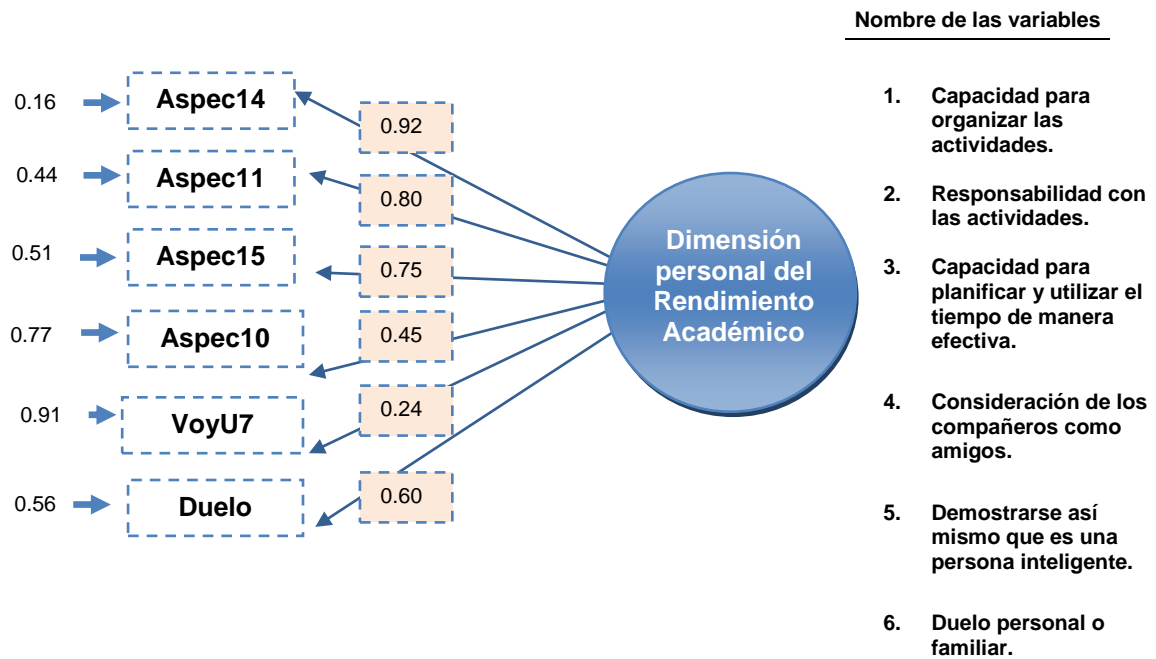 Nombre de las variables
0.16
Aspec14
0.92
0.44
Aspec11
0.80
0.51
Aspec15
0.75
0.77
Aspec10
0.45
0.91
VoyU7
0.24
0.56
Duelo
0.60
Dimensión
personal del
Rendimiento
Académico
1. Capacidad para
organizar las
actividades.
2. Responsabilidad con
las actividades.
3. Capacidad para
planificar y utilizar el
tiempo de manera
efectiva.
4. Consideración de los
compañeros como
amigos.
5. Demostrarse así
mismo que es una
persona inteligente.
6. Duelo personal o
familiar.